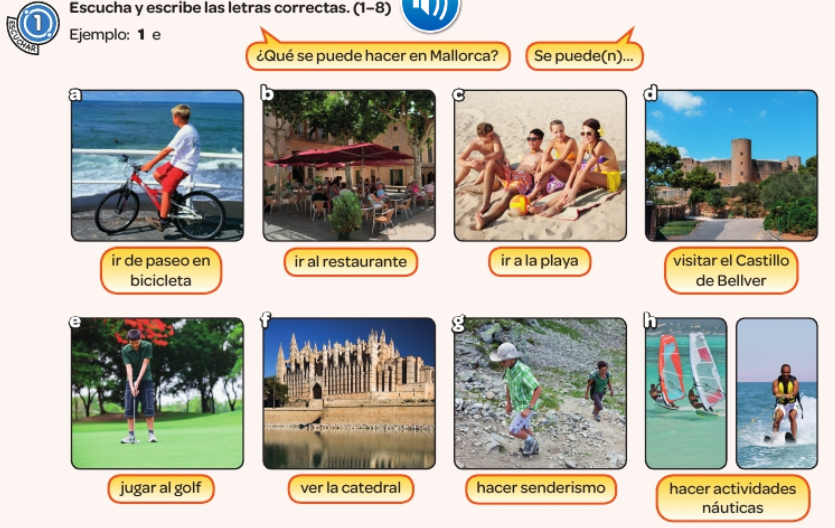 1
ESCUCHAR
Escucha y escribe las letras correctas. (1–8)
Ejemplo: 1 e
¿Qué se puede hacer en Mallorca?
Se puede(n)...
a
b
c
d
ir de paseo en
bicicleta
ir al restaurante
ir a la playa
visitar el Castillo
de Bellver
e
f
g
h
jugar al golf
ver la catedral
hacer senderismo
hacer actividades
náuticas